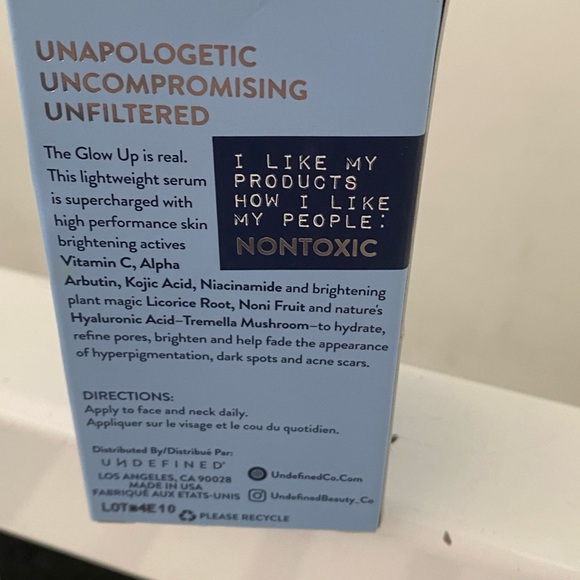 UNAPOLOGETIC
UNCOMPROMISING
UNFILTERED
The Glow Up is real.
This lightweight serum
is supercharged with
high performance skin
brightening actives
Vitamin C, Alpha
Arbutin, Kojic Acid, Niacinamide and brightening
plant magic Licorice Root, Noni Fruit and nature's
Hyaluronic Acid–Tremella Mushroom–to hydrate,
refine pores, brighten and help fade the appearance
of hyperpigmentation, dark spots and acne scars.
I LIKE MY
PRODUCTS
HOW I LIKE
MY PEOPLE:
NONTOXIC
DIRECTIONS:
Apply to face and neck daily.
Appliquer sur le visage et le cou du quotidien.
Distributed By/Distribué Par:
UNDEFINED
LOS ANGELES, CA 90028
MADE IN USA
FABRIQUÉ AUX ETATS-UNIS
UndefinedCo.Com
UndefinedBeauty_Co
PLEASE RECYCLE